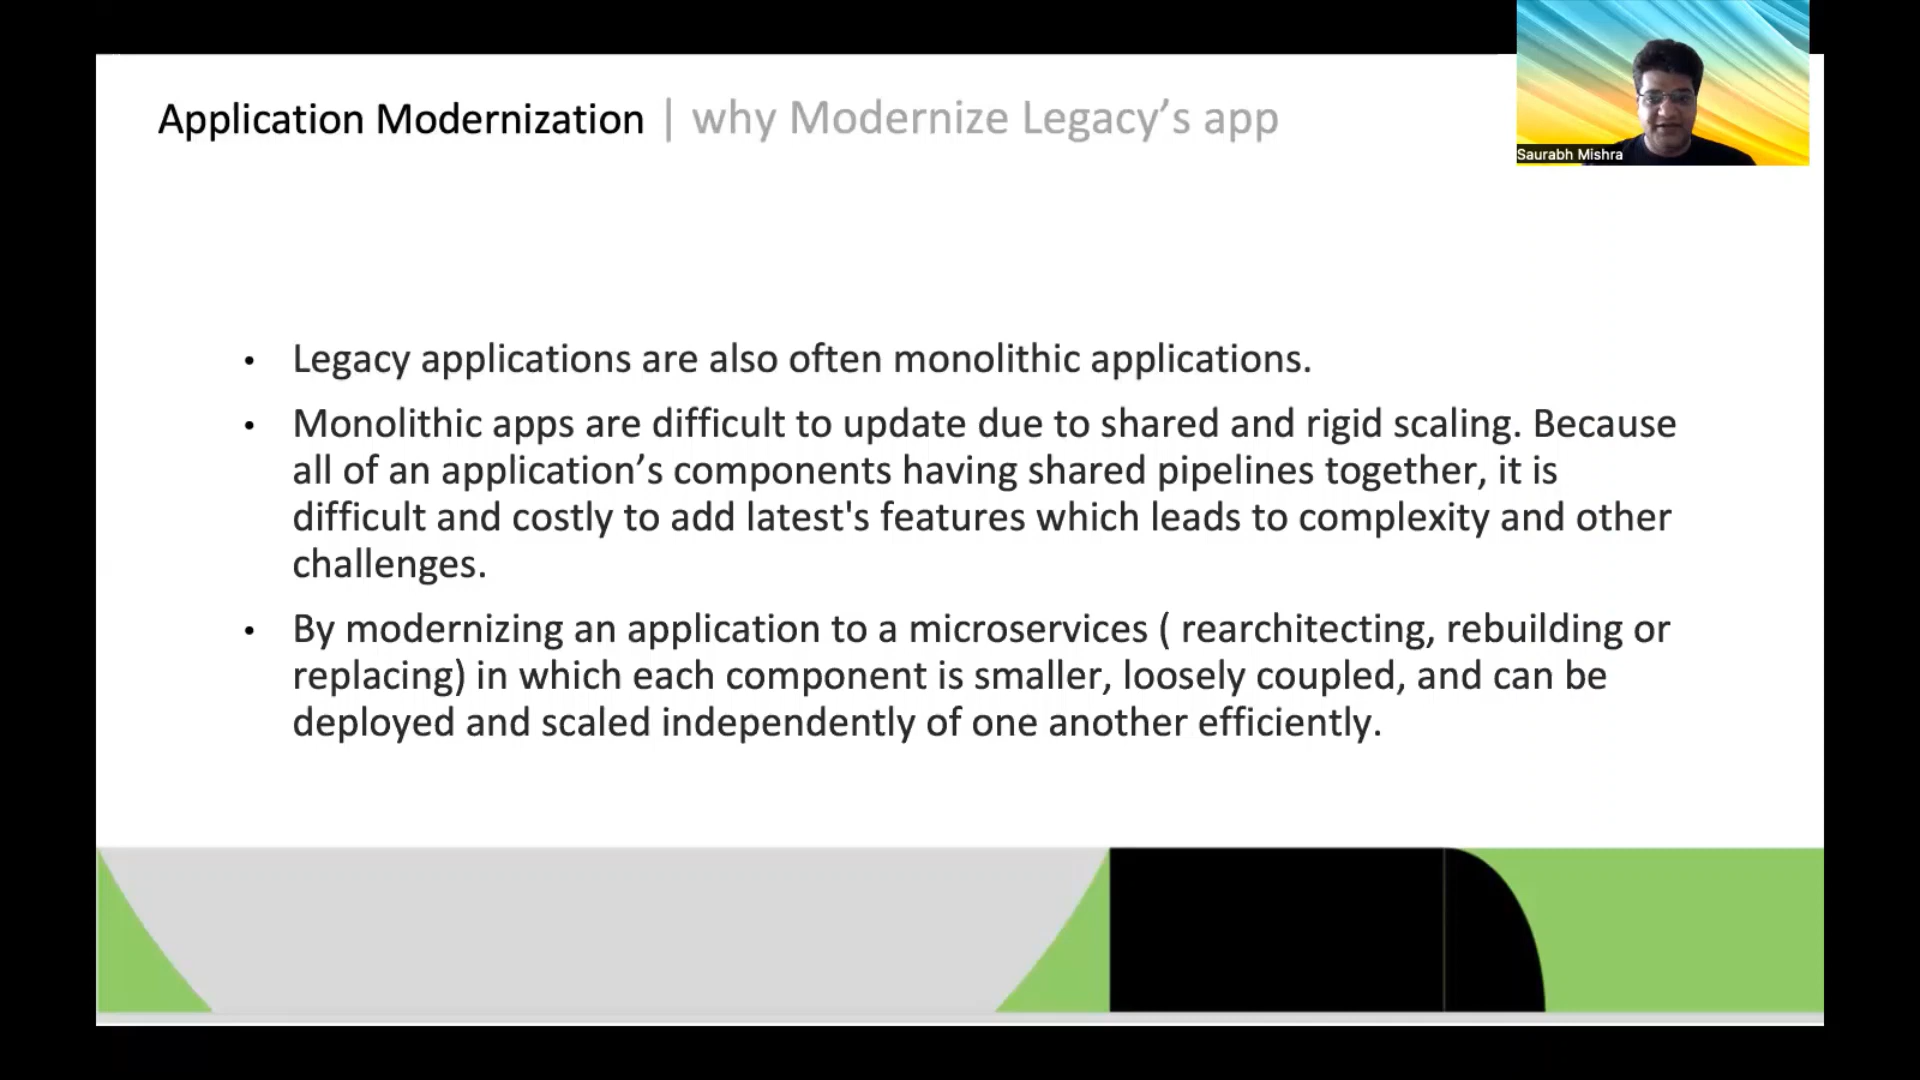 Application Modernization | why Modernize Legacy’s app
Saurabh Mishra
• Legacy applications are also often monolithic applications.
• Monolithic apps are difficult to update due to shared and rigid scaling. Because
all of an application’s components having shared pipelines together, it is
difficult and costly to add latest's features which leads to complexity and other
challenges.
• By modernizing an application to a microservices ( rearchitecting, rebuilding or
replacing) in which each component is smaller, loosely coupled, and can be
deployed and scaled independently of one another efficiently.